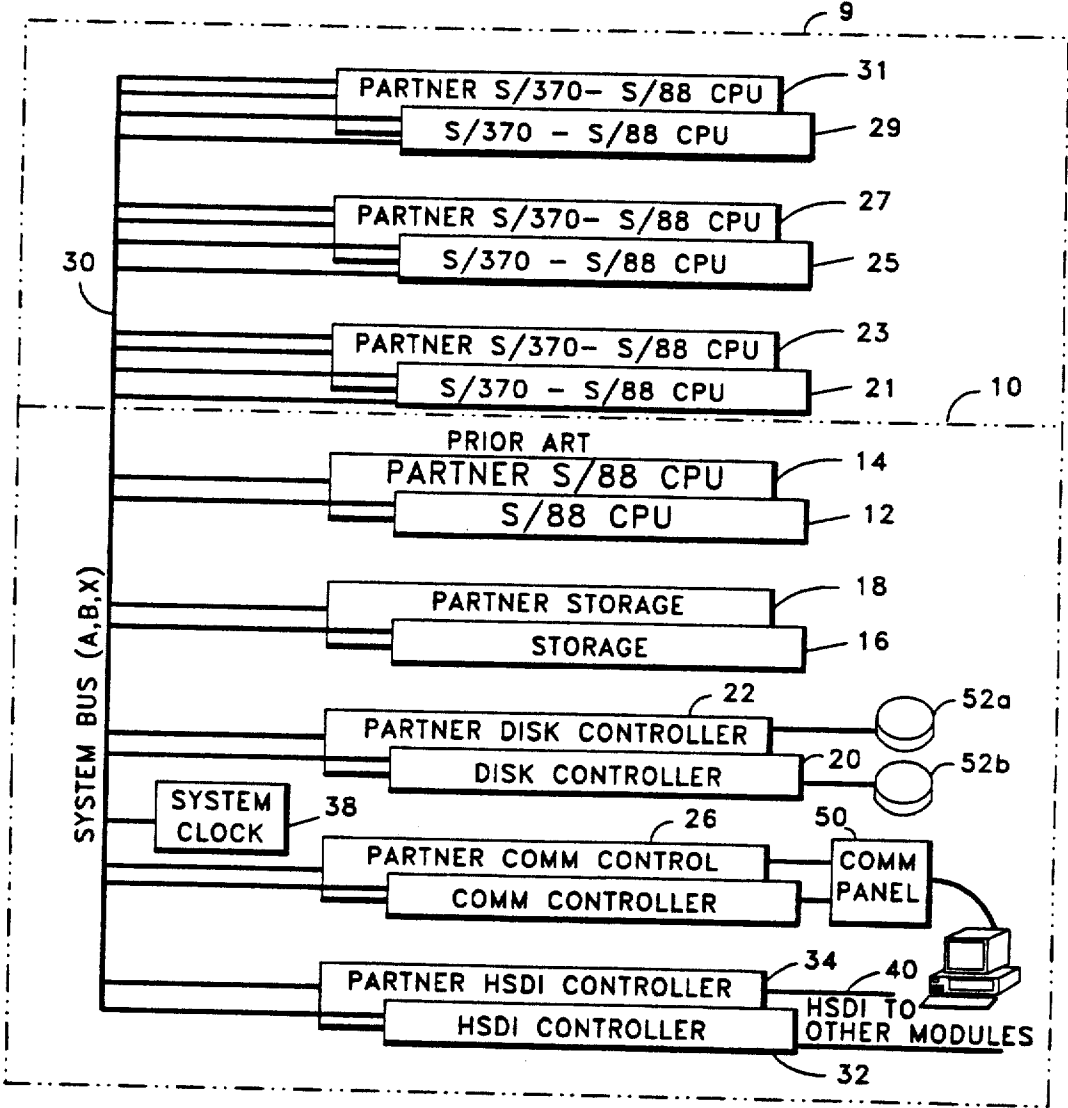 9
PARTNER S/370- S/88 CPU
31
S/370 - S/88 CPU
29
PARTNER S/370- S/88 CPU
27
S/370 - S/88 CPU
25
30
PARTNER S/370- S/88 CPU
23
S/370 - S/88 CPU
21
10
PRIOR ART
PARTNER S/88 CPU
14
S/88 CPU
12
SYSTEM BUS (A,B,X)
PARTNER STORAGE
18
STORAGE
16
22
52a
PARTNER DISK CONTROLLER
DISK CONTROLLER
20
52b
SYSTEM
CLOCK
38
26
50
PARTNER COMM CONTROL
COMM CONTROLLER
COMM
PANEL
PARTNER HSDI CONTROLLER
34
40
HSDI CONTROLLER
HSDI TO
OTHER MODULES
32